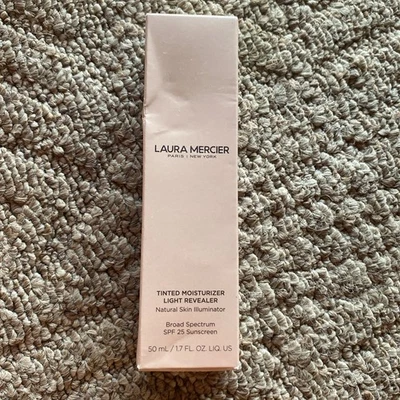 LAURA MERCIER
PARIS | NEW YORK
TINTED MOISTURIZER
LIGHT REVEALER
Natural Skin Illuminator
Broad Spectrum
SPF 25 Sunscreen
50 mL / 1.7 FL. OZ. LIQ. US